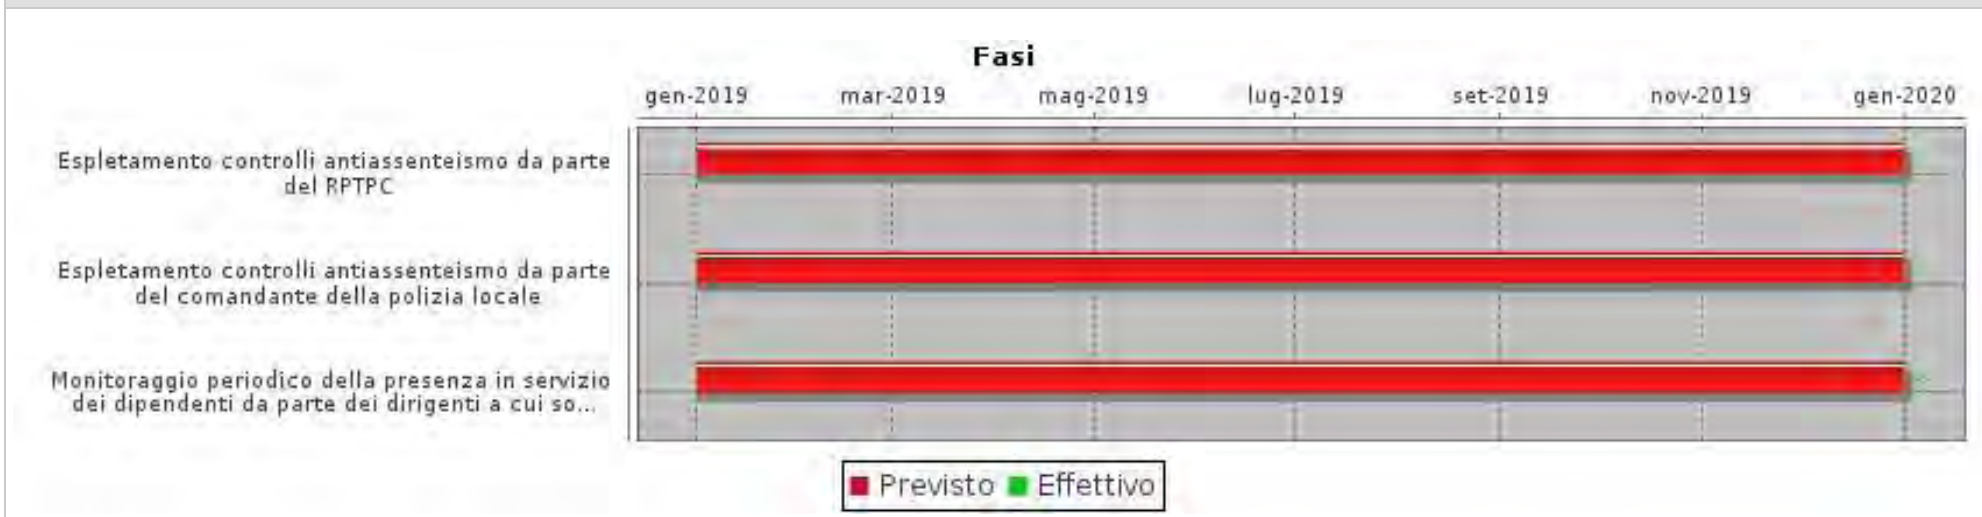 Fasi
gen-2019 mar-2019 mag-2019 lug-2019 set-2019 nov-2019 gen-2020
Espletamento controlli antiassenteismo da parte
del RPTPC
Espletamento controlli antiassenteismo da parte
del comandante della polizia locale
Monitoraggio periodico della presenza in servizio
dei dipendenti da parte dei dirigenti a cui so...
Previsto Effettivo